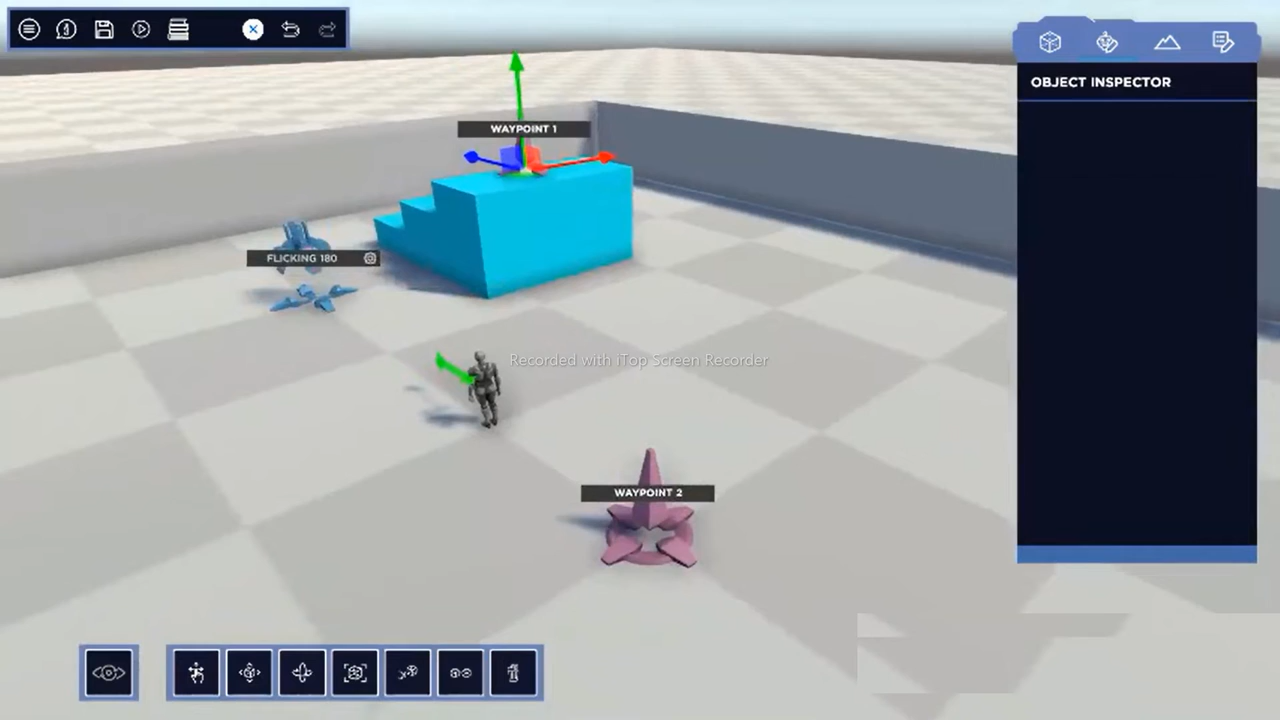 OBJECT INSPECTOR
WAYPOINT 1
FLICKING 180
Recorded with iTop Screen Recorder
WAYPOINT 2